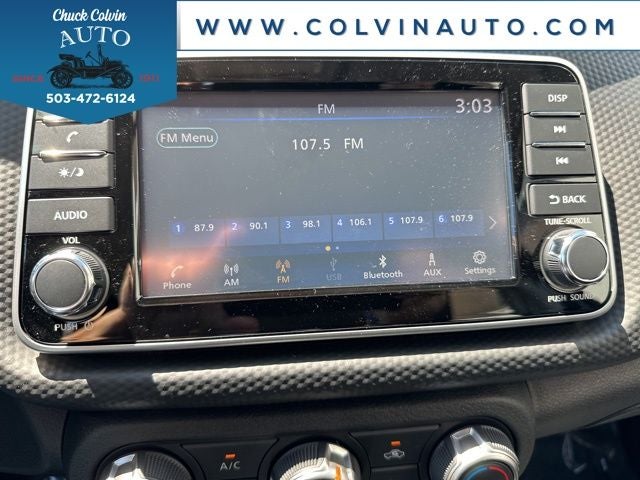 Chuck Colvin
AUTO
SINCE 1911
503-472-6124
WWW.COLVINAUTO.COM
FM
3:03
FM Menu
107.5 FM
1 87.9 2 90.1 3 98.1 4 106.1 5 107.9 6 107.9
Phone AM FM USB Bluetooth AUX Settings
AUDIO
VOL
PUSH
DISP
BACK
TUNE·SCROLL
PUSH SOUND
A/C